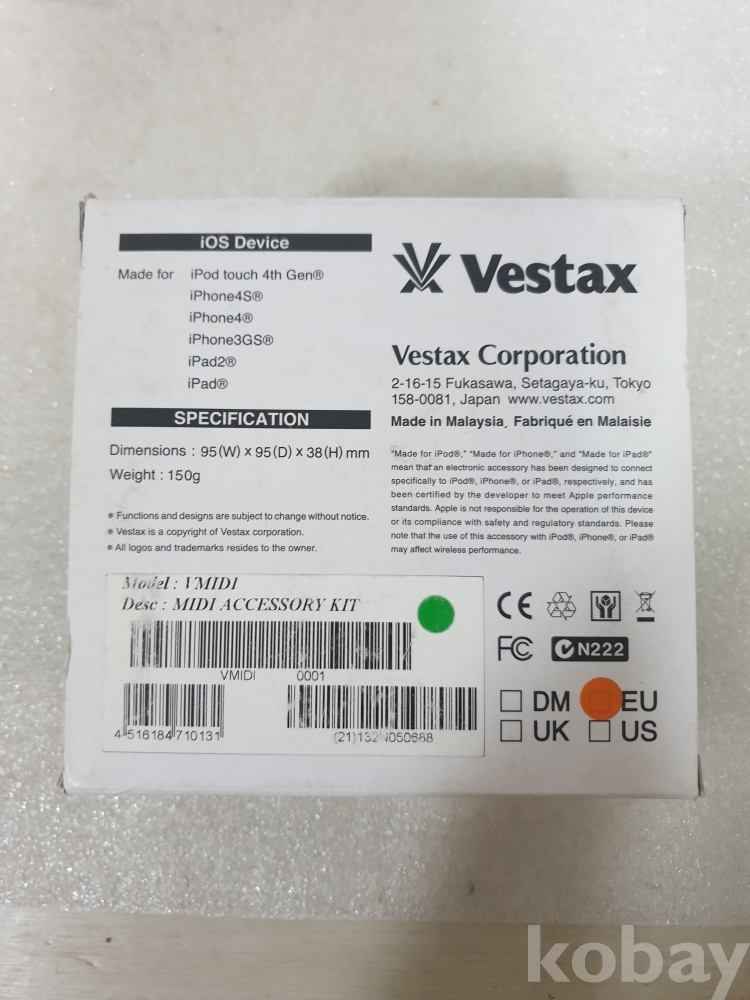 iOS Device
Made for iPod touch 4th Gen®
iPhone4S®
iPhone4®
iPhone3GS®
iPad2®
iPad®
SPECIFICATION
Dimensions : 95(W) x 95(D) x 38(H) mm
Weight : 150g
※ Functions and designs are subject to change without notice.
※ Vestax is a copyright of Vestax corporation.
※ All logos and trademarks resides to the owner.
Vestax
Vestax Corporation
2-16-15 Fukasawa, Setagaya-ku, Tokyo
158-0081, Japan www.vestax.com
Made in Malaysia, Fabriqué en Malaisie
"Made for iPod®," "Made for iPhone®," and "Made for iPad®"
mean that an electronic accessory has been designed to connect
specifically to iPod®, iPhone®, or iPad®, respectively, and has
been certified by the developer to meet Apple performance
standards. Apple is not responsible for the operation of this device
or its compliance with safety and regulatory standards. Please
note that the use of this accessory with iPod®, iPhone®, or iPad®
may affect wireless performance.
Model : VMIDI
Desc : MIDI ACCESSORY KIT
VMIDI 0001
4 516184 710131
(21)132N050688
CE
FC
N222
DM EU
UK US
kobay